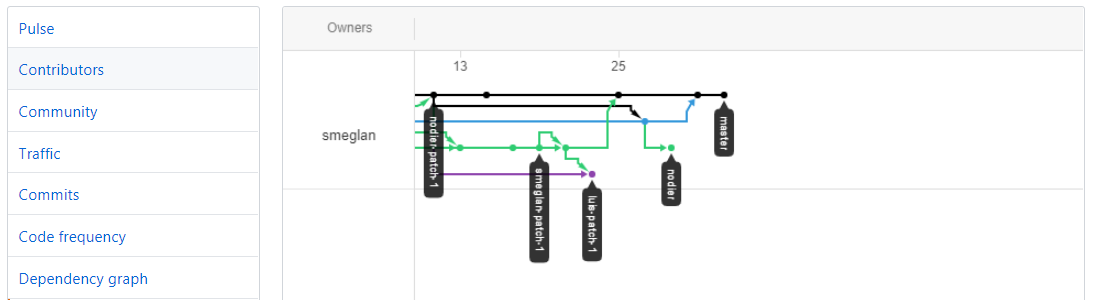 Pulse
Contributors
Community
Traffic
Commits
Code frequency
Dependency graph
Owners
13
25
smeglan
nodier-patch-1
smeglan-patch-1
luis-patch-1
nodier
master